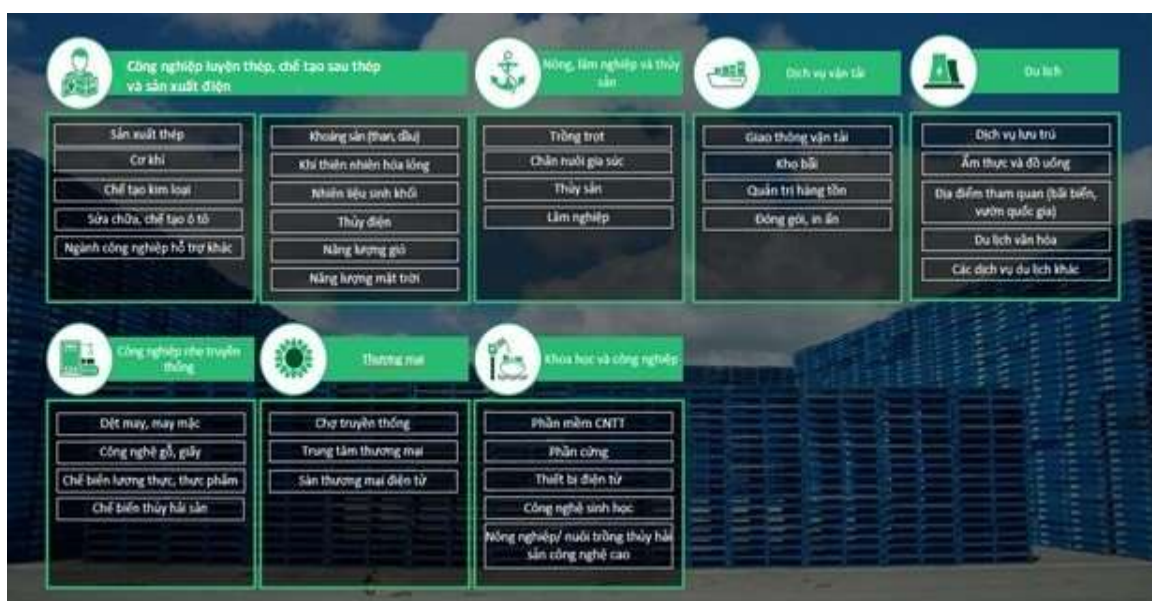 Công nghiệp luyện thép, chế tạo sau thép
và sản xuất điện
Sản xuất thép
Cơ khí
Chế tạo kim loại
Sửa chữa, chế tạo ô tô
Ngành công nghiệp hỗ trợ khác
Khoáng sản (than, dầu)
Khí thiên nhiên hóa lỏng
Nhiên liệu sinh khối
Thủy điện
Năng lượng gió
Năng lượng mặt trời
Nông, lâm nghiệp và thủy
sản
Trồng trọt
Chăn nuôi gia súc
Thủy sản
Lâm nghiệp
Dịch vụ vận tải
Giao thông vận tải
Kho bãi
Quản trị hàng tồn
Đóng gói, in ấn
Du lịch
Dịch vụ lưu trú
Ẩm thực và đồ uống
Địa điểm tham quan (bãi biển,
vườn quốc gia)
Du lịch văn hóa
Các dịch vụ du lịch khác
Công nghiệp nhẹ truyền
thống
Dệt may, may mặc
Công nghệ gỗ, giấy
Chế biến lương thực, thực phẩm
Chế biến thủy hải sản
Thương mại
Chợ truyền thống
Trung tâm thương mại
Sàn thương mại điện tử
Khoa học và công nghiệp
Phần mềm CNTT
Phần cứng
Thiết bị điện tử
Công nghệ sinh học
Nông nghiệp/ nuôi trồng thủy hải
sản công nghệ cao